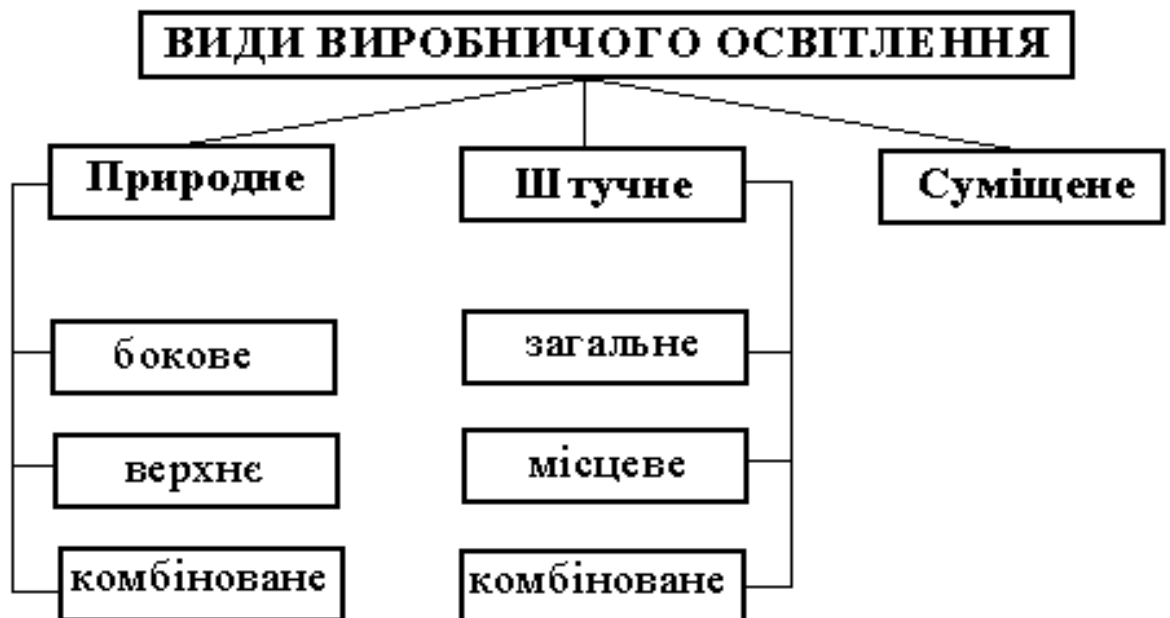 ВИДИ ВИРОБНИЧОГО ОСВІТЛЕННЯ
Природне
Штучне
Суміщене
бокове
загальне
верхнє
місцеве
комбіноване
комбіноване